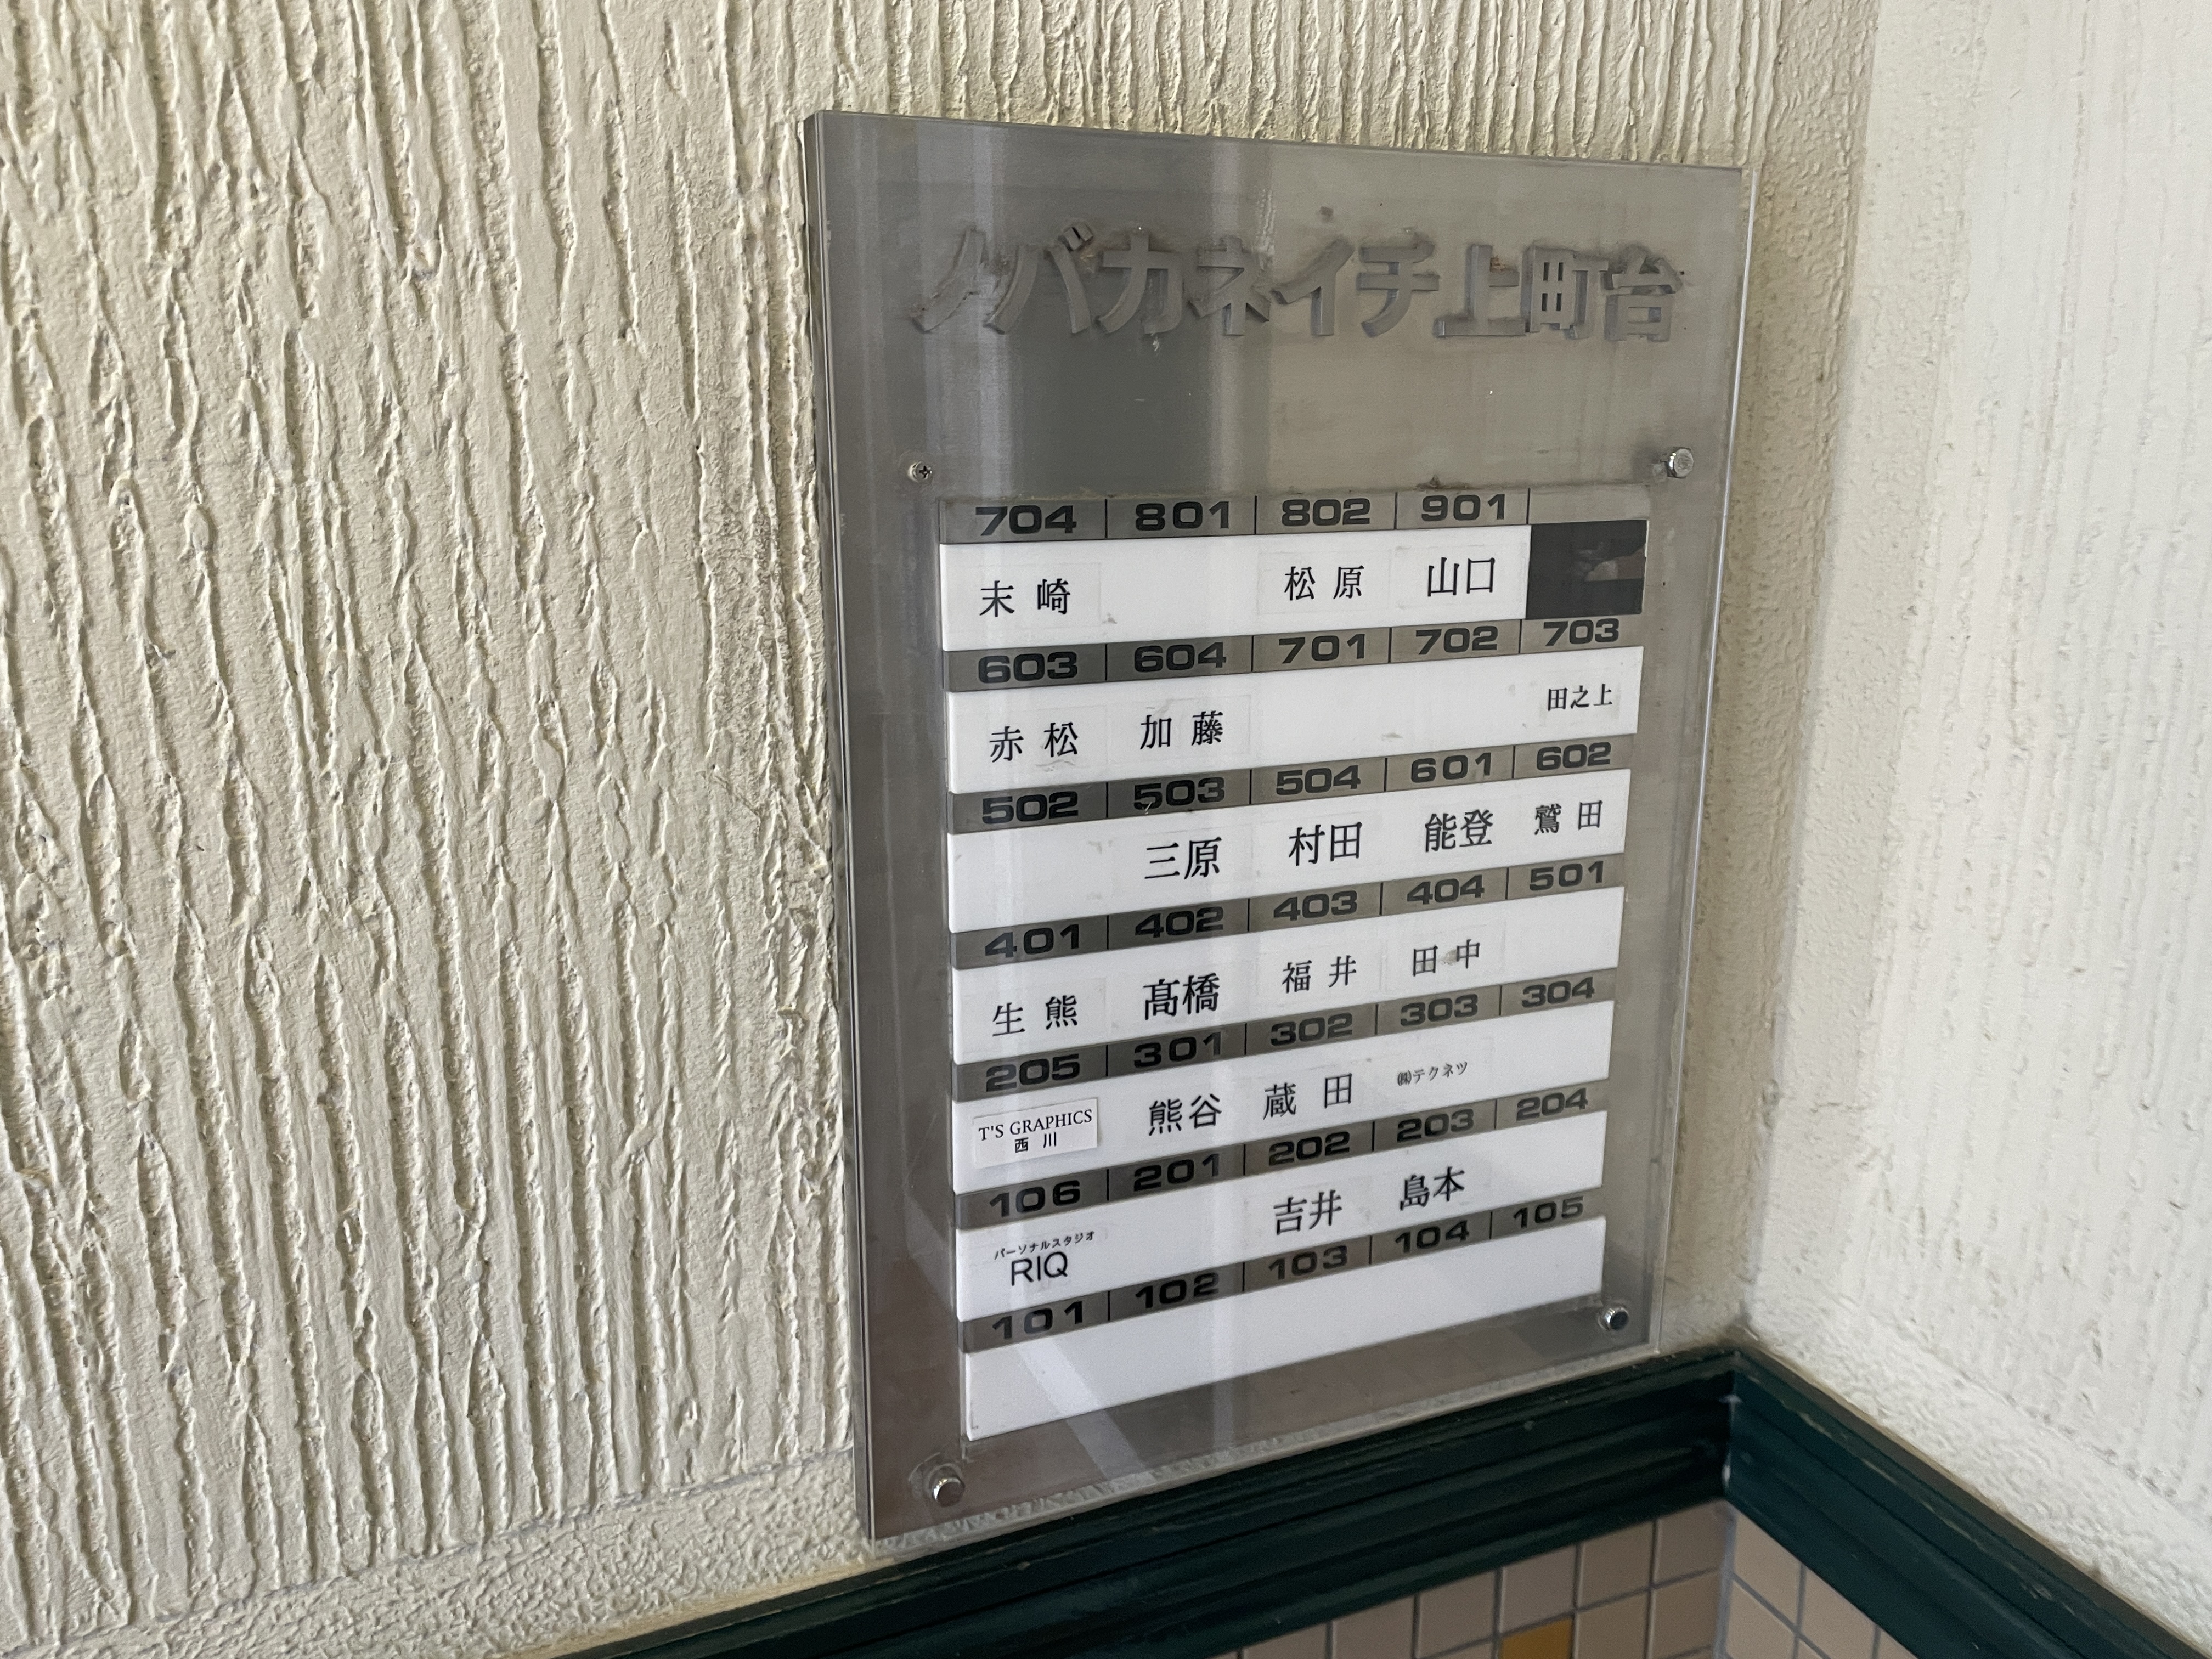 ノバカネイチ上町台
704 801 802 901
末崎 松原 山口
603 604 701 702 703
赤松 加藤 田之上
502 503 504 601 602
三原 村田 能登 鷲田
401 402 403 404 501
生熊 髙橋 福井 田中
205 301 302 303 304
T'S GRAPHICS 熊谷 蔵田 ㈱テクネツ
西川
106 201 202 203 204
パーソナルスタジオ 吉井 島本
RIQ
101 102 103 104 105